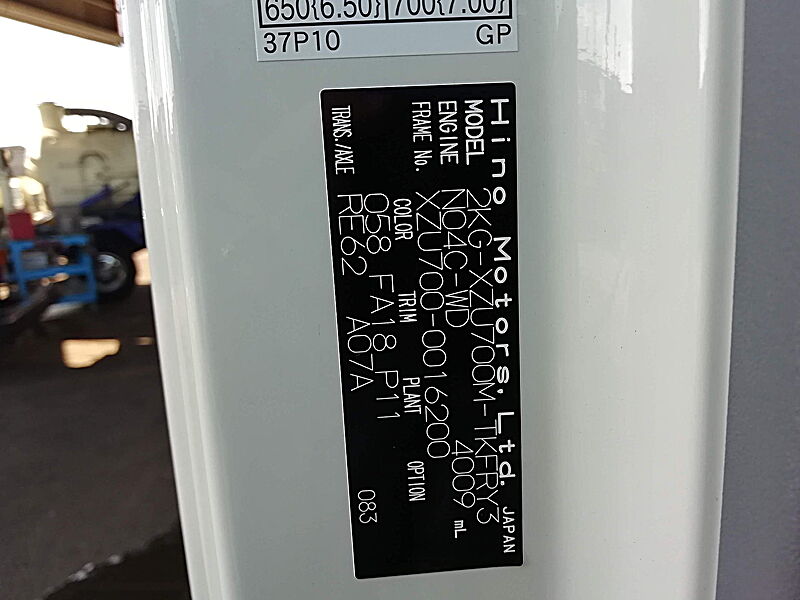 650{6.50} 700{7.00}
37P10 GP
Hino Motors, Ltd. JAPAN
MODEL 2KG-XZU700M-TKFRY3
ENGINE No4C-WD 4009 mL
FRAME No. XZU700-0016200
COLOR TRIM PLANT OPTION
058 FA18 P11
TRANS./AXLE RE62 A07A 083